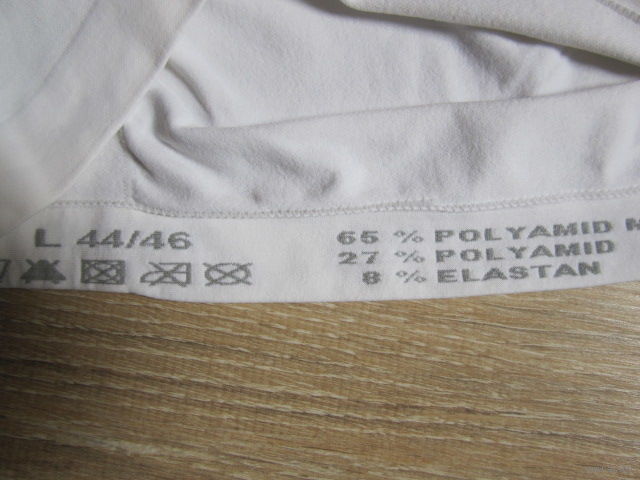 L 44/46
65 % POLYAMID
27 % POLYAMID
8 % ELASTAN